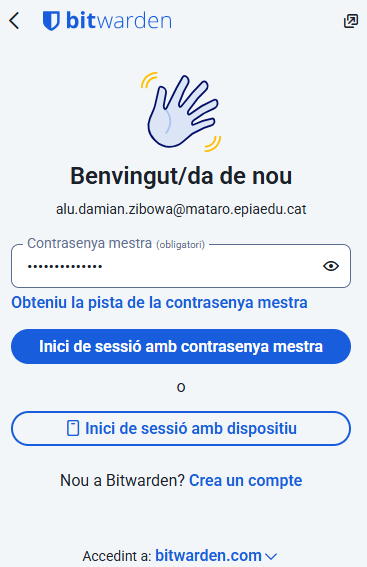 bitwarden
Benvingut/da de nou
alu.damian.zibowa@mataro.epiaedu.cat
Contrasenya mestra (obligatori)
••••••••••••••
Obteniu la pista de la contrasenya mestra
Inici de sessió amb contrasenya mestra
o
Inici de sessió amb dispositiu
Nou a Bitwarden? Crea un compte
Accedint a: bitwarden.com